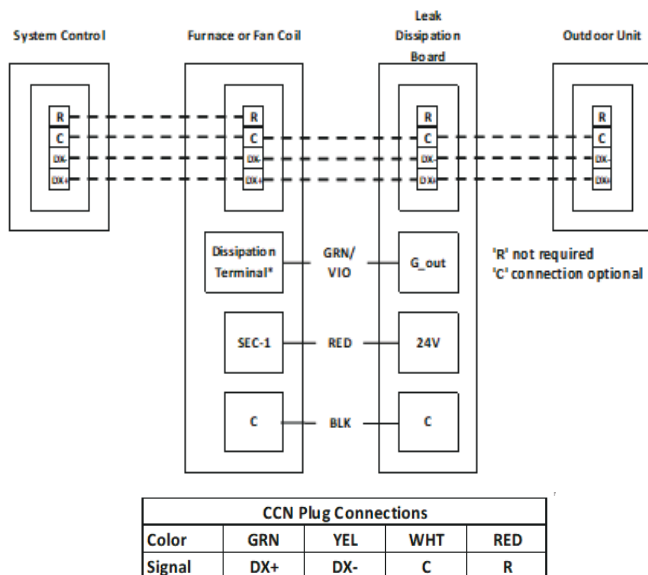 System Control
Furnace or Fan Coil
Leak
Dissipation
Board
Outdoor Unit
R
C
DX-
DX+
R
C
DX-
DX+
R
C
DX-
DX+
R
C
DX-
DX+
Dissipation
Terminal*
GRN/
VIO
G_out
'R' not required
'C' connection optional
SEC-1
RED
24V
C
BLK
C
CCN Plug Connections
Color GRN YEL WHT RED
Signal DX+ DX- C R